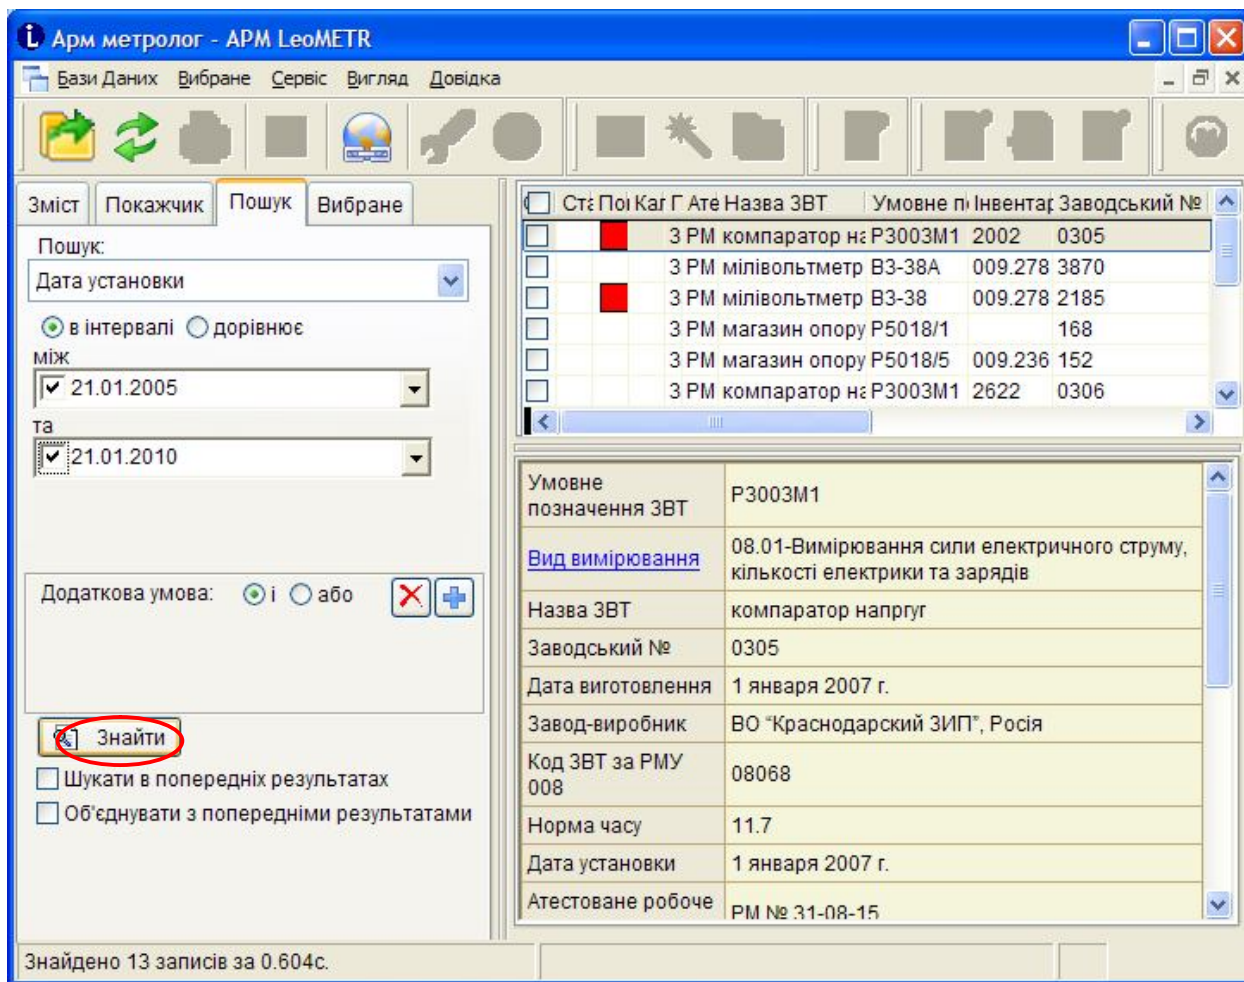 Арм метролог - АРМ LeoMETR
Бази Даних Вибране Сервіс Вигляд Довідка
Зміст Покажчик Пошук Вибране
Пошук:
Дата установки
в інтервалі дорівнює
між
21.01.2005
та
21.01.2010
Додаткова умова: і або
Знайти
Шукати в попередніх результатах
Об'єднувати з попередніми результатами
Ста Пов Кал Г Ате Назва ЗВТ Умовне п Інвентар Заводський №
3 РМ компаратор на Р3003М1 2002 0305
3 РМ мілівольтметр В3-38А 009.278 3870
3 РМ мілівольтметр В3-38 009.278 2185
3 РМ магазин опору Р5018/1 168
3 РМ магазин опору Р5018/5 009.236 152
3 РМ компаратор на Р3003М1 2622 0306
Умовне
позначення ЗВТ Р3003М1
Вид вимірювання 08.01-Вимірювання сили електричного струму,
кількості електрики та зарядів
Назва ЗВТ компаратор напргуг
Заводський № 0305
Дата виготовлення 1 января 2007 г.
Завод-виробник ВО “Краснодарский ЗИП”, Росія
Код ЗВТ за РМУ
008 08068
Норма часу 11.7
Дата установки 1 января 2007 г.
Атестоване робоче РМ № 31-08-15
Знайдено 13 записів за 0.604с.